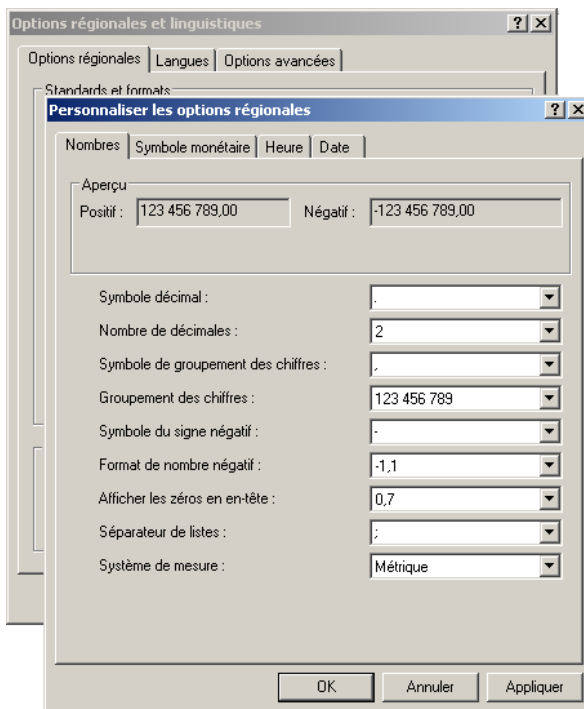 Options régionales et linguistiques
Options régionales Langues Options avancées
Standards et formats
Personnaliser les options régionales
Nombres Symbole monétaire Heure Date
Aperçu
Positif : 123 456 789,00 Négatif : -123 456 789,00
Symbole décimal : .
Nombre de décimales : 2
Symbole de groupement des chiffres : ,
Groupement des chiffres : 123 456 789
Symbole du signe négatif : -
Format de nombre négatif : -1,1
Afficher les zéros en en-tête : 0,7
Séparateur de listes : ;
Système de mesure : Métrique
OK Annuler Appliquer